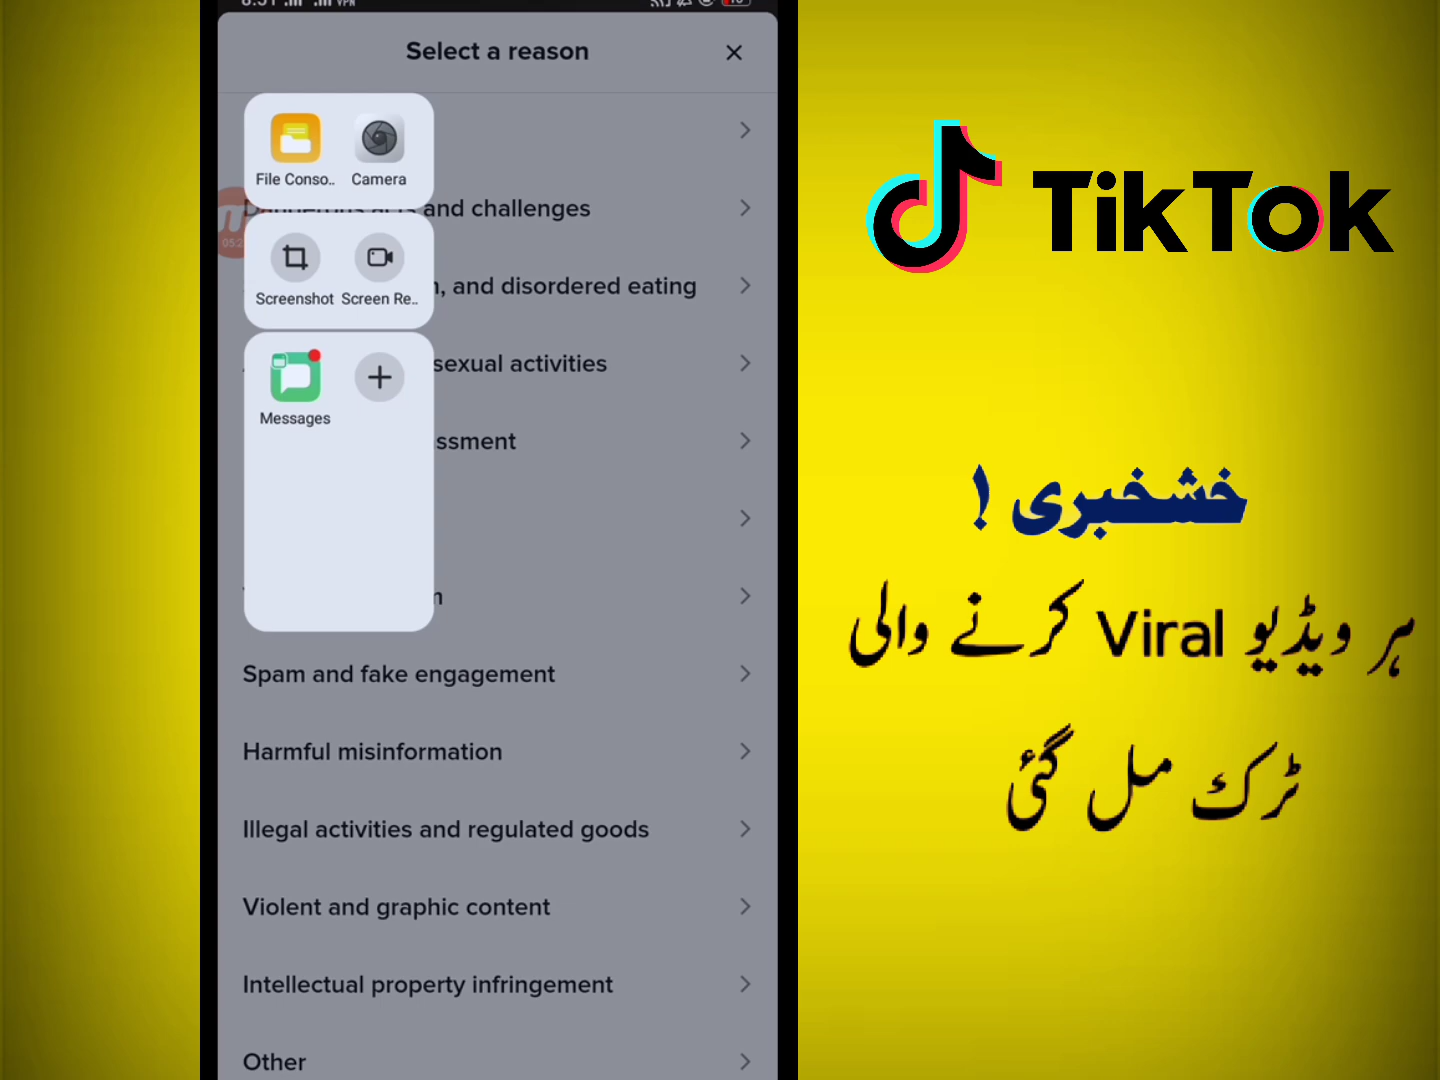 VPN
Select a reason
File Conso..
Camera
and challenges
Screenshot
Screen Re..
, and disordered eating
sexual activities
Messages
Spam and fake engagement
Harmful misinformation
Illegal activities and regulated goods
Violent and graphic content
Intellectual property infringement
Other
TikTok
خشخبری !
ہر ویڈیو Viral کرنے والی
ٹرک مل گئی